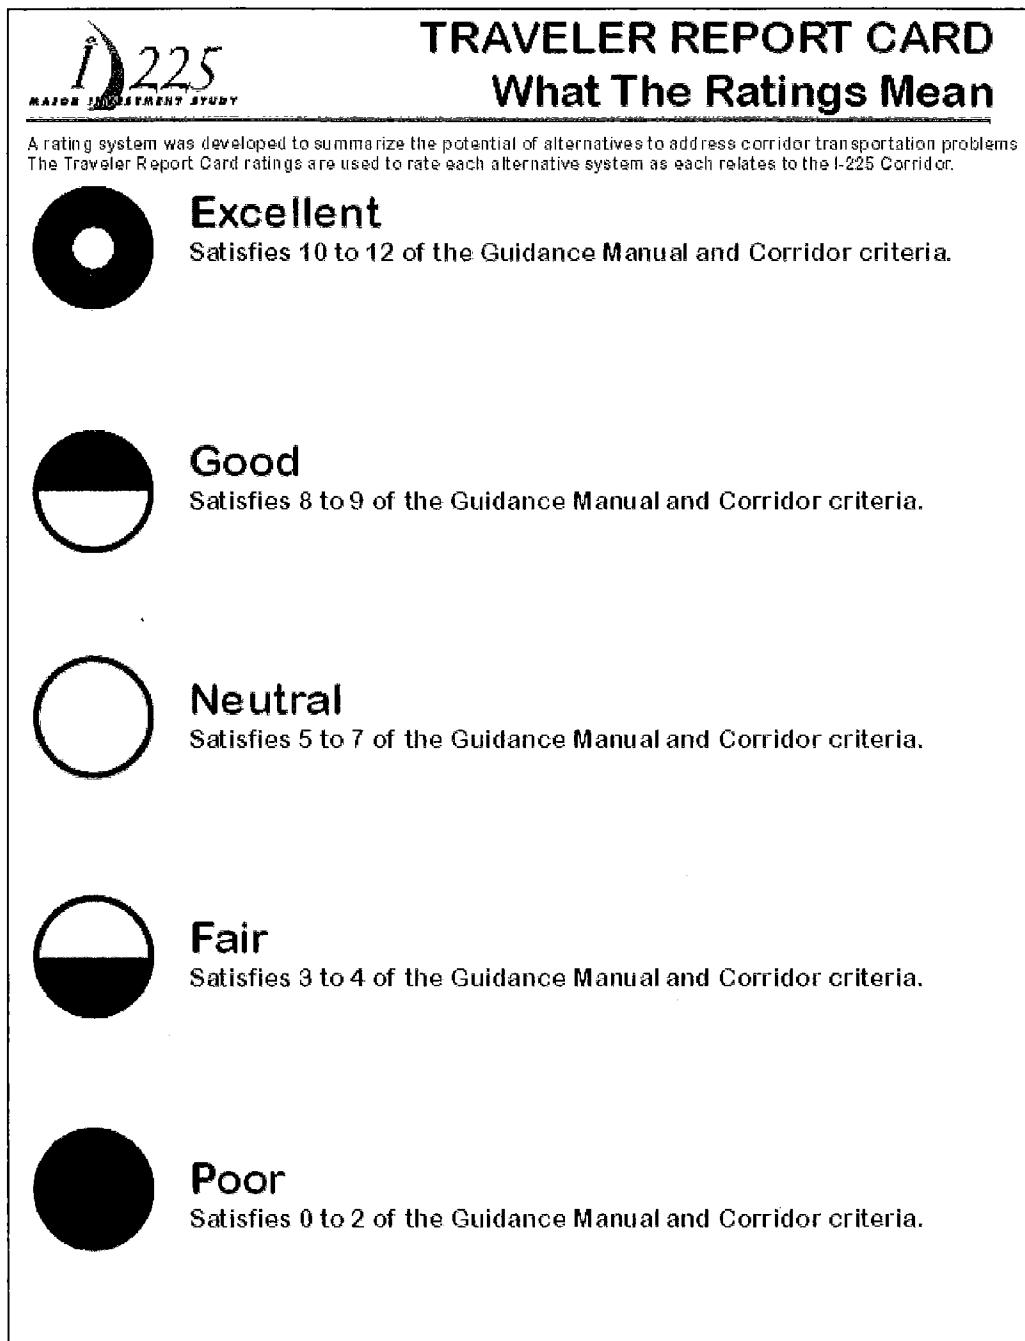 TRAVELER REPORT CARD
I 225
MAJOR INVESTMENT STUDY
What The Ratings Mean
A rating system was developed to summarize the potential of alternatives to address corridor transportation problems
The Traveler Report Card ratings are used to rate each alternative system as each relates to the I-225 Corridor.
Excellent
Satisfies 10 to 12 of the Guidance Manual and Corridor criteria.
Good
Satisfies 8 to 9 of the Guidance Manual and Corridor criteria.
Neutral
Satisfies 5 to 7 of the Guidance Manual and Corridor criteria.
Fair
Satisfies 3 to 4 of the Guidance Manual and Corridor criteria.
Poor
Satisfies 0 to 2 of the Guidance Manual and Corridor criteria.